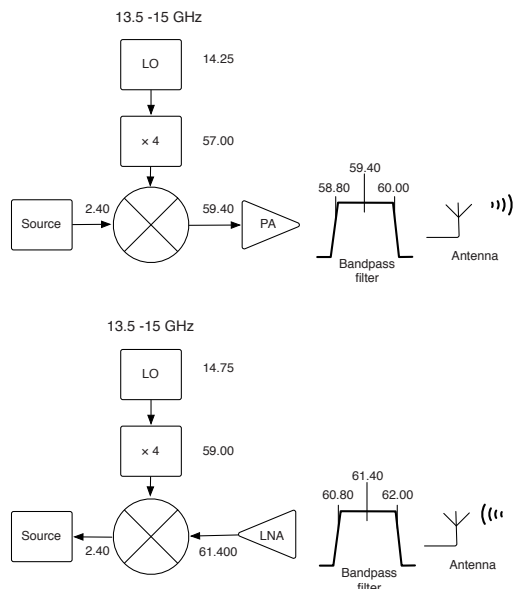 13.5 -15 GHz
LO
14.25
× 4
57.00
59.40
58.80
60.00
2.40
59.40
Source
PA
Bandpass
filter
Antenna
13.5 -15 GHz
LO
14.75
× 4
59.00
61.40
60.80
62.00
Source
2.40
61.400
LNA
Bandpass
filter
Antenna